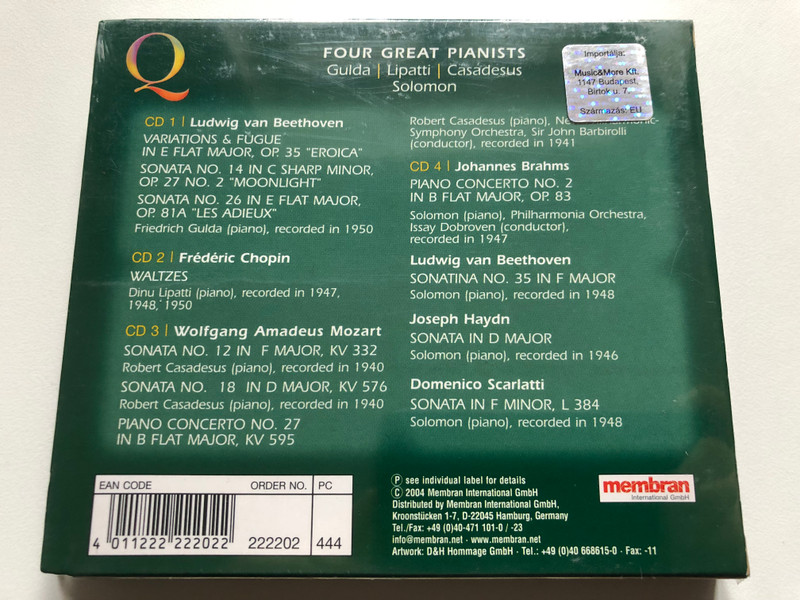 Q
FOUR GREAT PIANISTS
Gulda | Lipatti | Casadesus
Solomon
Importálja:
Music&More Kft.
1147 Budapest,
Birtok u. 7.
Származás: EU
CD 1 | Ludwig van Beethoven
VARIATIONS & FUGUE
IN E FLAT MAJOR, OP. 35 "EROICA"
SONATA NO. 14 IN C SHARP MINOR,
OP. 27 NO. 2 "MOONLIGHT"
SONATA NO. 26 IN E FLAT MAJOR,
OP. 81A "LES ADIEUX"
Friedrich Gulda (piano), recorded in 1950
CD 2 | Frédéric Chopin
WALTZES
Dinu Lipatti (piano), recorded in 1947,
1948, 1950
CD 3 | Wolfgang Amadeus Mozart
SONATA NO. 12 IN F MAJOR, KV 332
Robert Casadesus (piano), recorded in 1940
SONATA NO. 18 IN D MAJOR, KV 576
Robert Casadesus (piano), recorded in 1940
PIANO CONCERTO NO. 27
IN B FLAT MAJOR, KV 595
Robert Casadesus (piano),
Symphony Orchestra, Sir John Barbirolli
(conductor), recorded in 1941
CD 4 | Johannes Brahms
PIANO CONCERTO NO. 2
IN B FLAT MAJOR, OP. 83
Solomon (piano), Philharmonia Orchestra,
Issay Dobroven (conductor),
recorded in 1947
Ludwig van Beethoven
SONATINA NO. 35 IN F MAJOR
Solomon (piano), recorded in 1948
Joseph Haydn
SONATA IN D MAJOR
Solomon (piano), recorded in 1946
Domenico Scarlatti
SONATA IN F MINOR, L 384
Solomon (piano), recorded in 1948
EAN CODE ORDER NO. PC
4 011222 222022 222202 444
Ⓟ see individual label for details
© 2004 Membran International GmbH
Distributed by Membran International GmbH,
Kroonstücken 1-7, D-22045 Hamburg, Germany
Tel./Fax: +49 (0)40-471 101-0 / -23
info@membran.net · www.membran.net
Artwork: D&H Hommage GmbH · Tel.: +49 (0)40 668615-0 · Fax: -11
membran
International GmbH